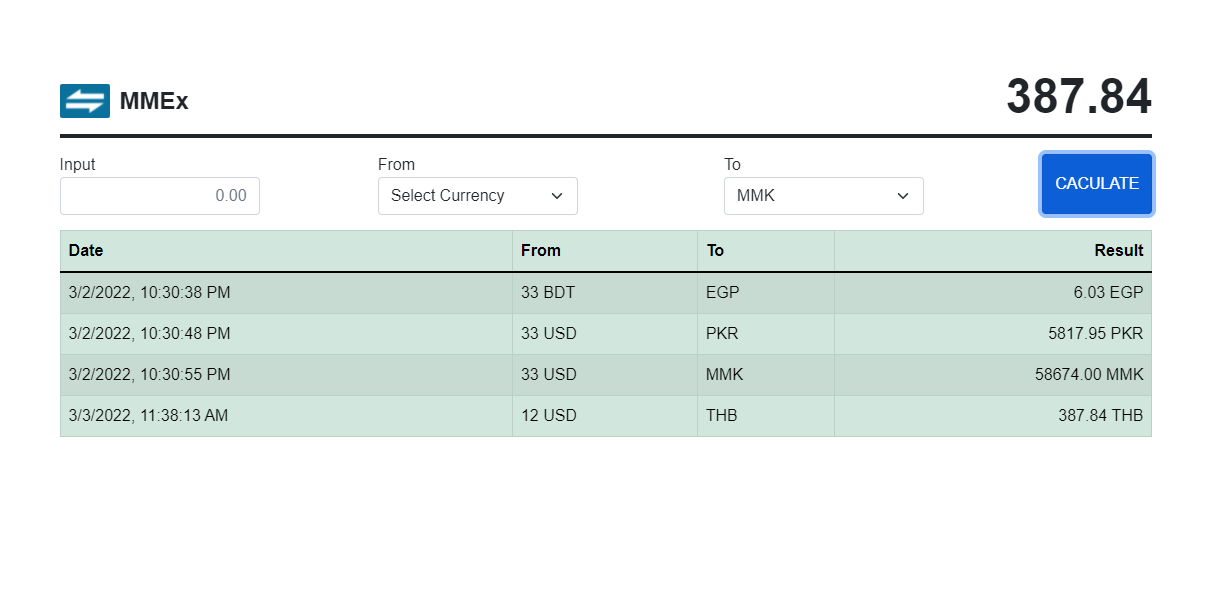 MMEx 387.84
Input From To
0.00 Select Currency MMK CACULATE
Date From To Result
3/2/2022, 10:30:38 PM 33 BDT EGP 6.03 EGP
3/2/2022, 10:30:48 PM 33 USD PKR 5817.95 PKR
3/2/2022, 10:30:55 PM 33 USD MMK 58674.00 MMK
3/3/2022, 11:38:13 AM 12 USD THB 387.84 THB